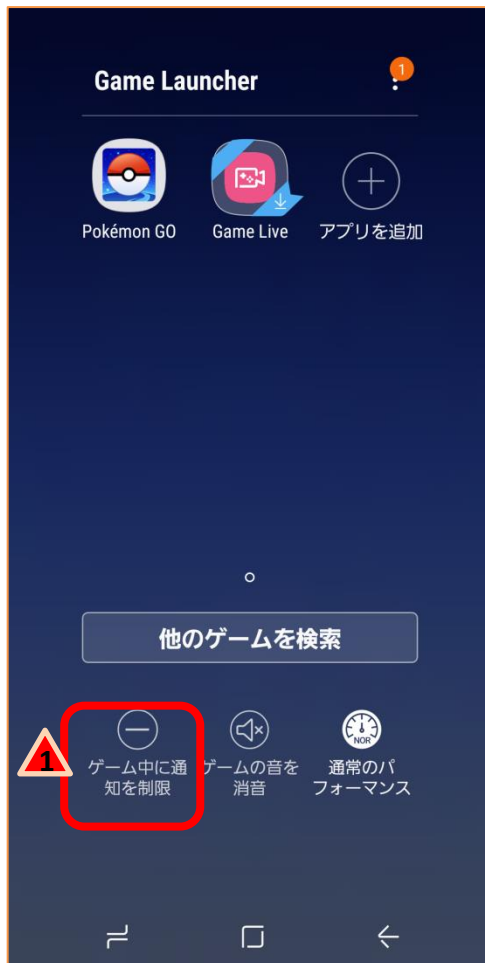 Game Launcher
1
Pokémon GO
Game Live
アプリを追加
他のゲームを検索
1
ゲーム中に通
知を制限
ゲームの音を
消音
NOR
通常のパ
フォーマンス